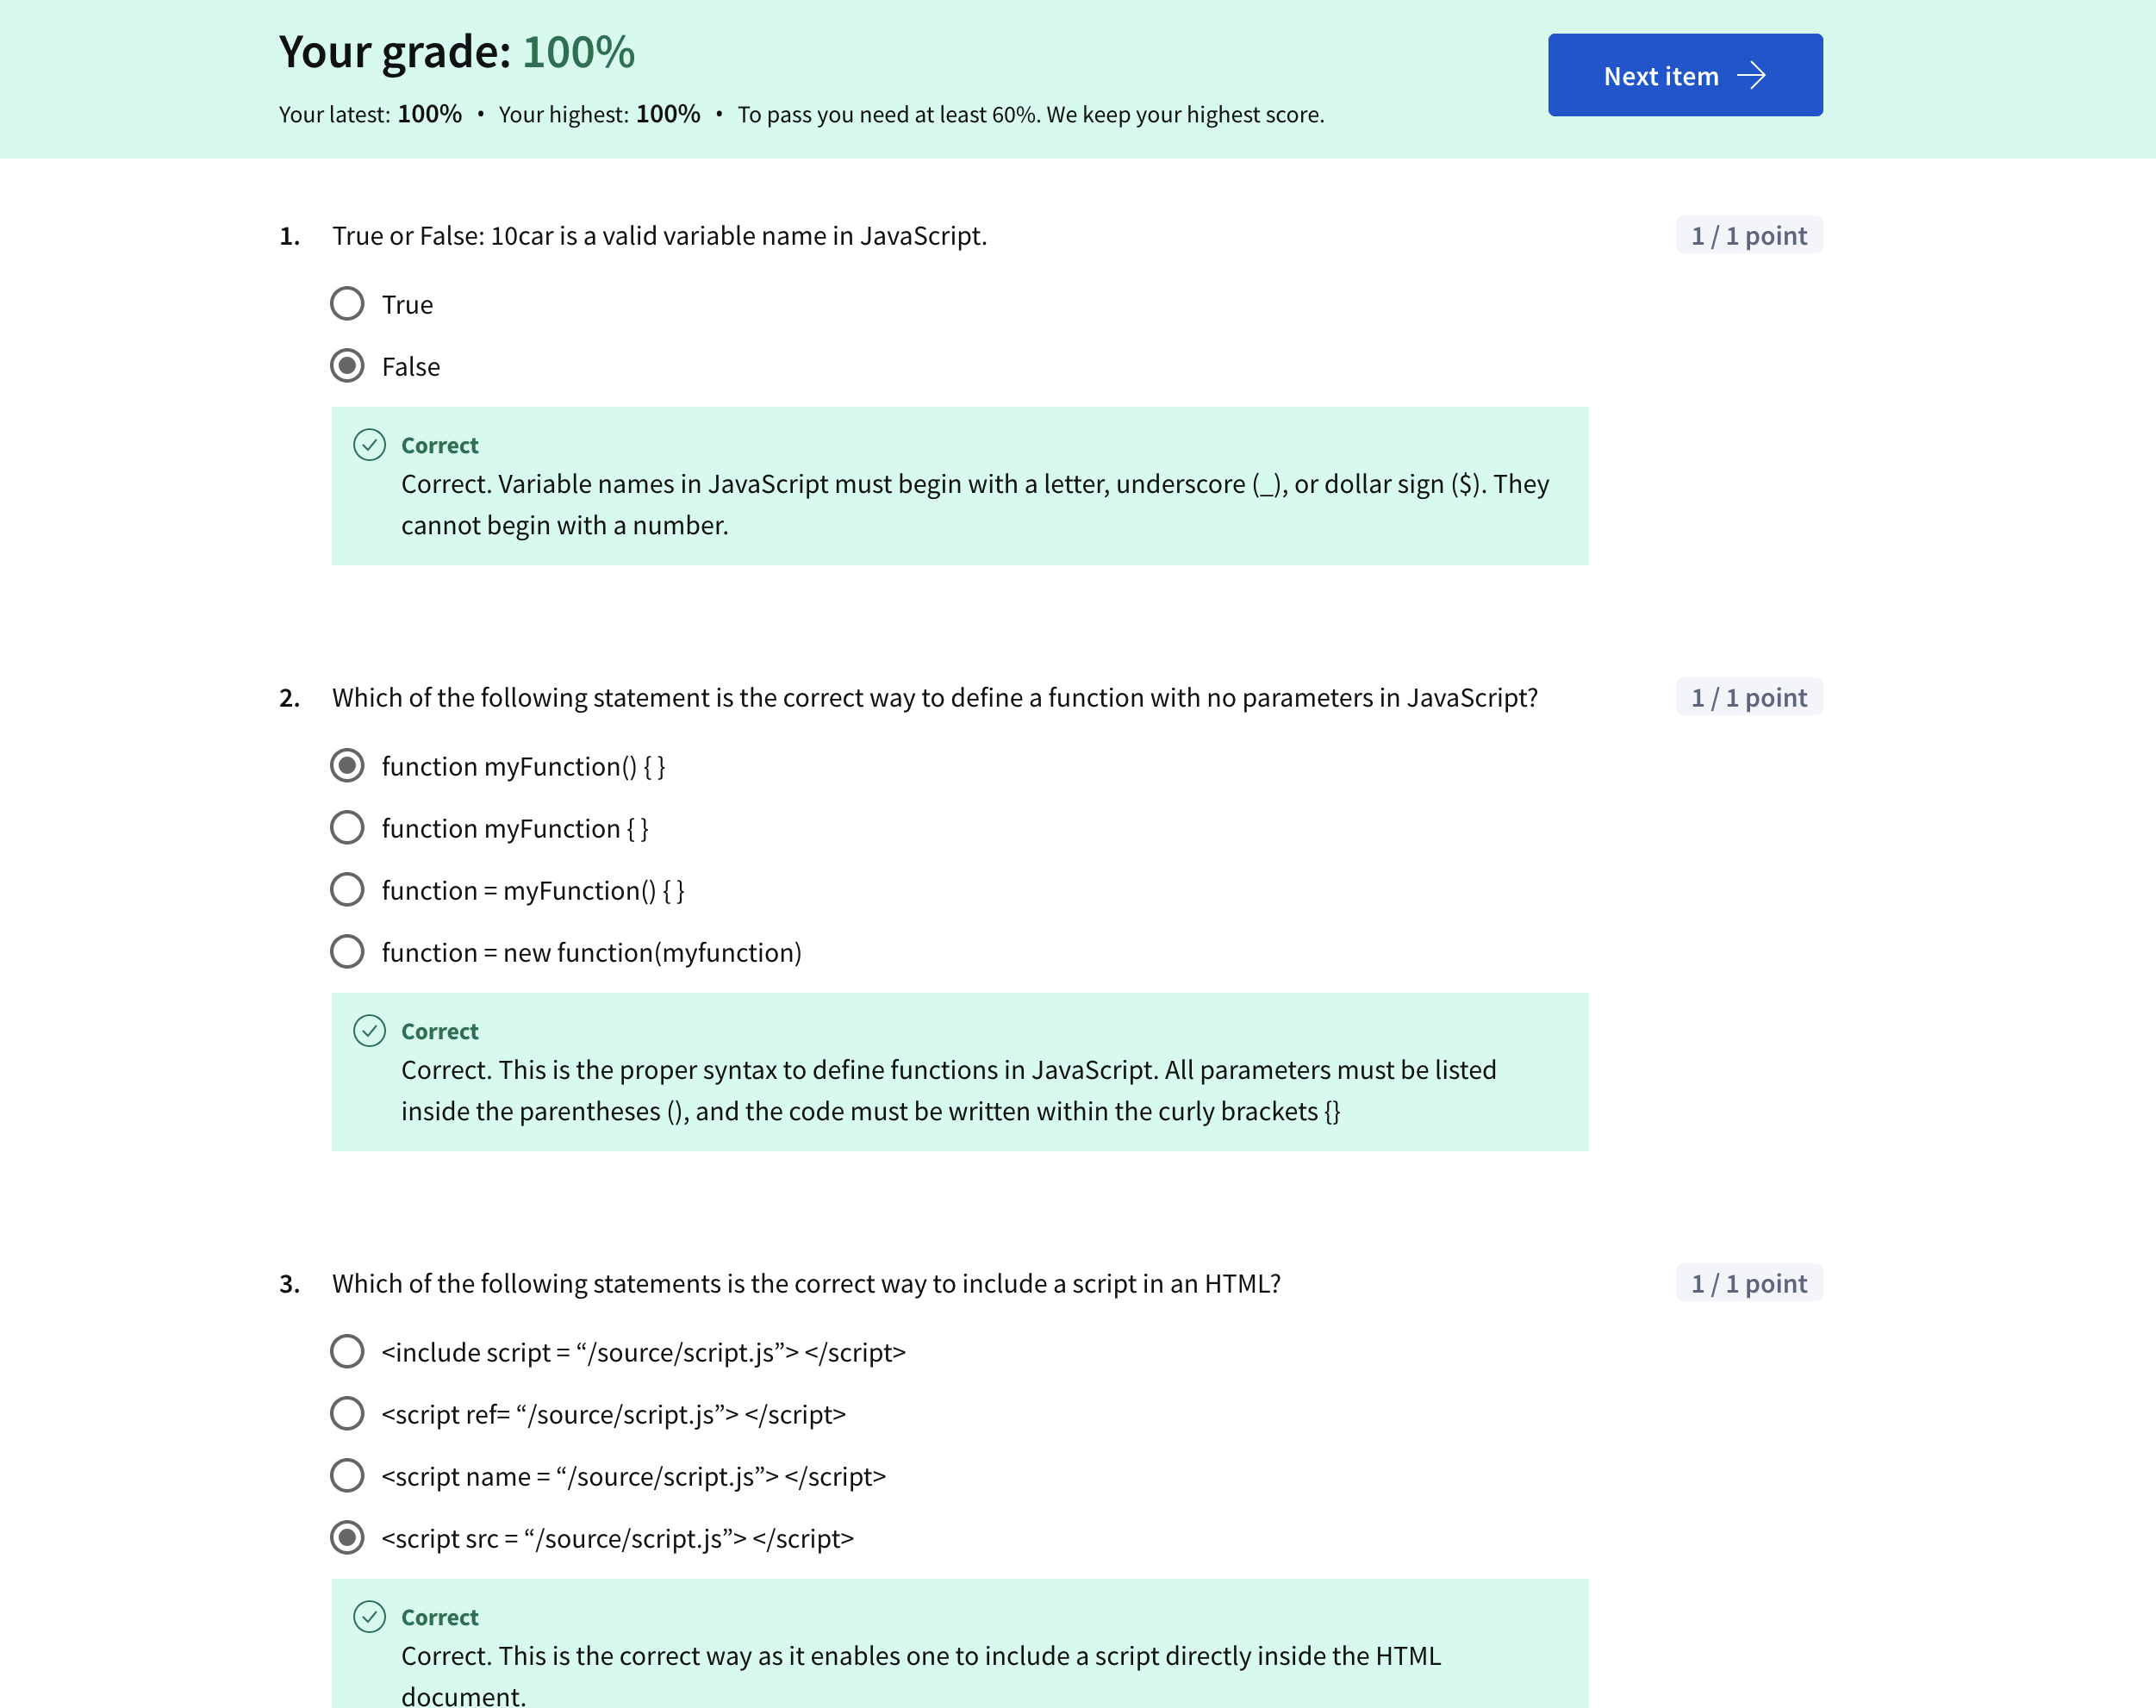 Your grade: 100%
Next item
Your latest: 100% • Your highest: 100% • To pass you need at least 60%. We keep your highest score.
1. True or False: 10car is a valid variable name in JavaScript. 1 / 1 point
True
False
Correct
Correct. Variable names in JavaScript must begin with a letter, underscore (_), or dollar sign ($). They
cannot begin with a number.
2. Which of the following statement is the correct way to define a function with no parameters in JavaScript? 1 / 1 point
function myFunction() { }
function myFunction { }
function = myFunction() { }
function = new function(myfunction)
Correct
Correct. This is the proper syntax to define functions in JavaScript. All parameters must be listed
inside the parentheses (), and the code must be written within the curly brackets {}
3. Which of the following statements is the correct way to include a script in an HTML? 1 / 1 point
<include script = “/source/script.js”> </script>
<script ref= “/source/script.js”> </script>
<script name = “/source/script.js”> </script>
<script src = “/source/script.js”> </script>
Correct
Correct. This is the correct way as it enables one to include a script directly inside the HTML
document.